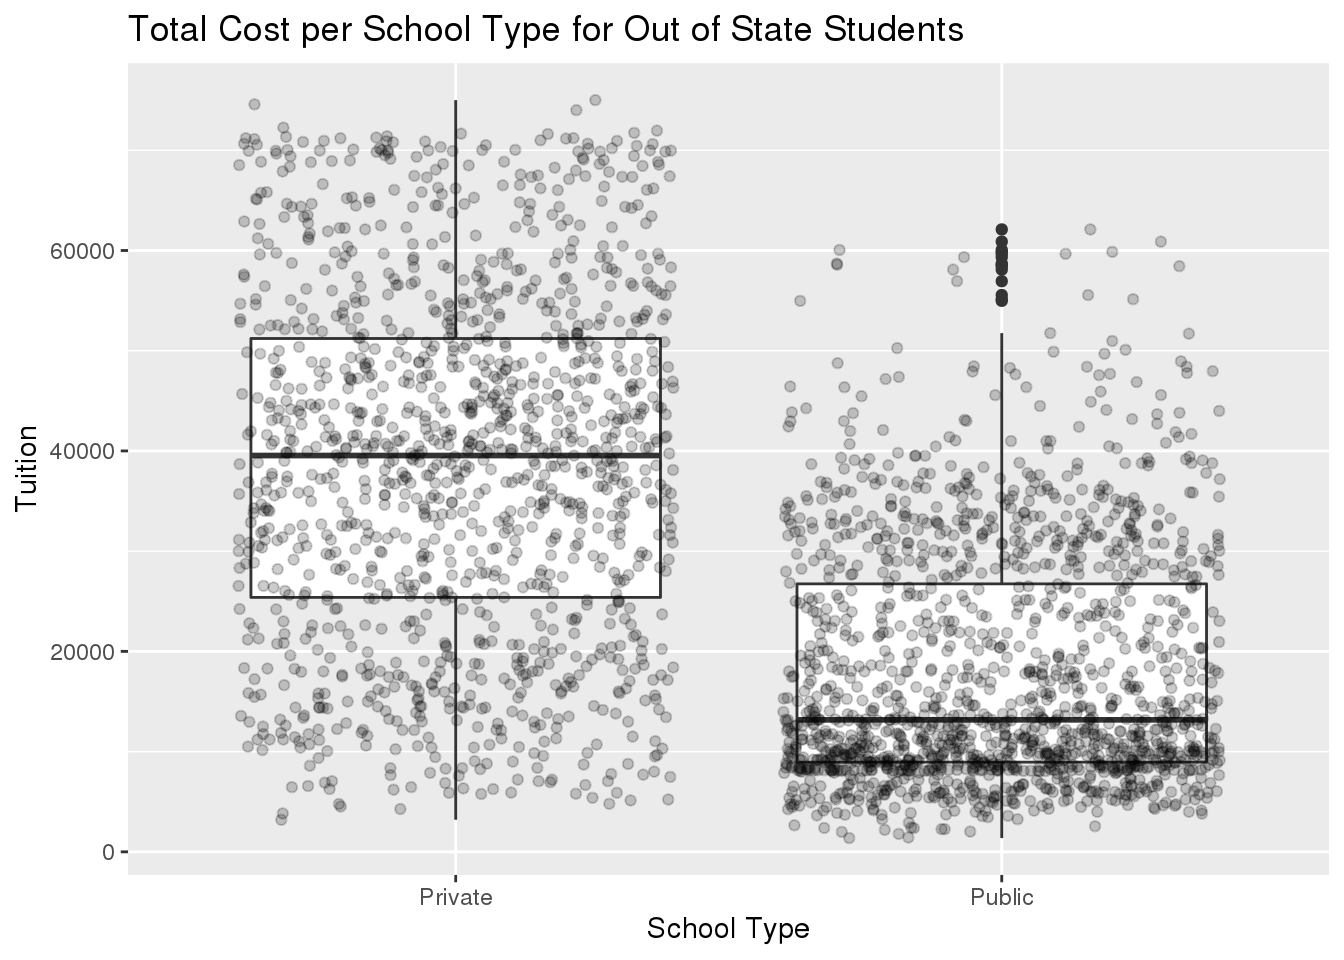 Total Cost per School Type for Out of State Students
Tuition
60000
40000
20000
0
Private
Public
School Type